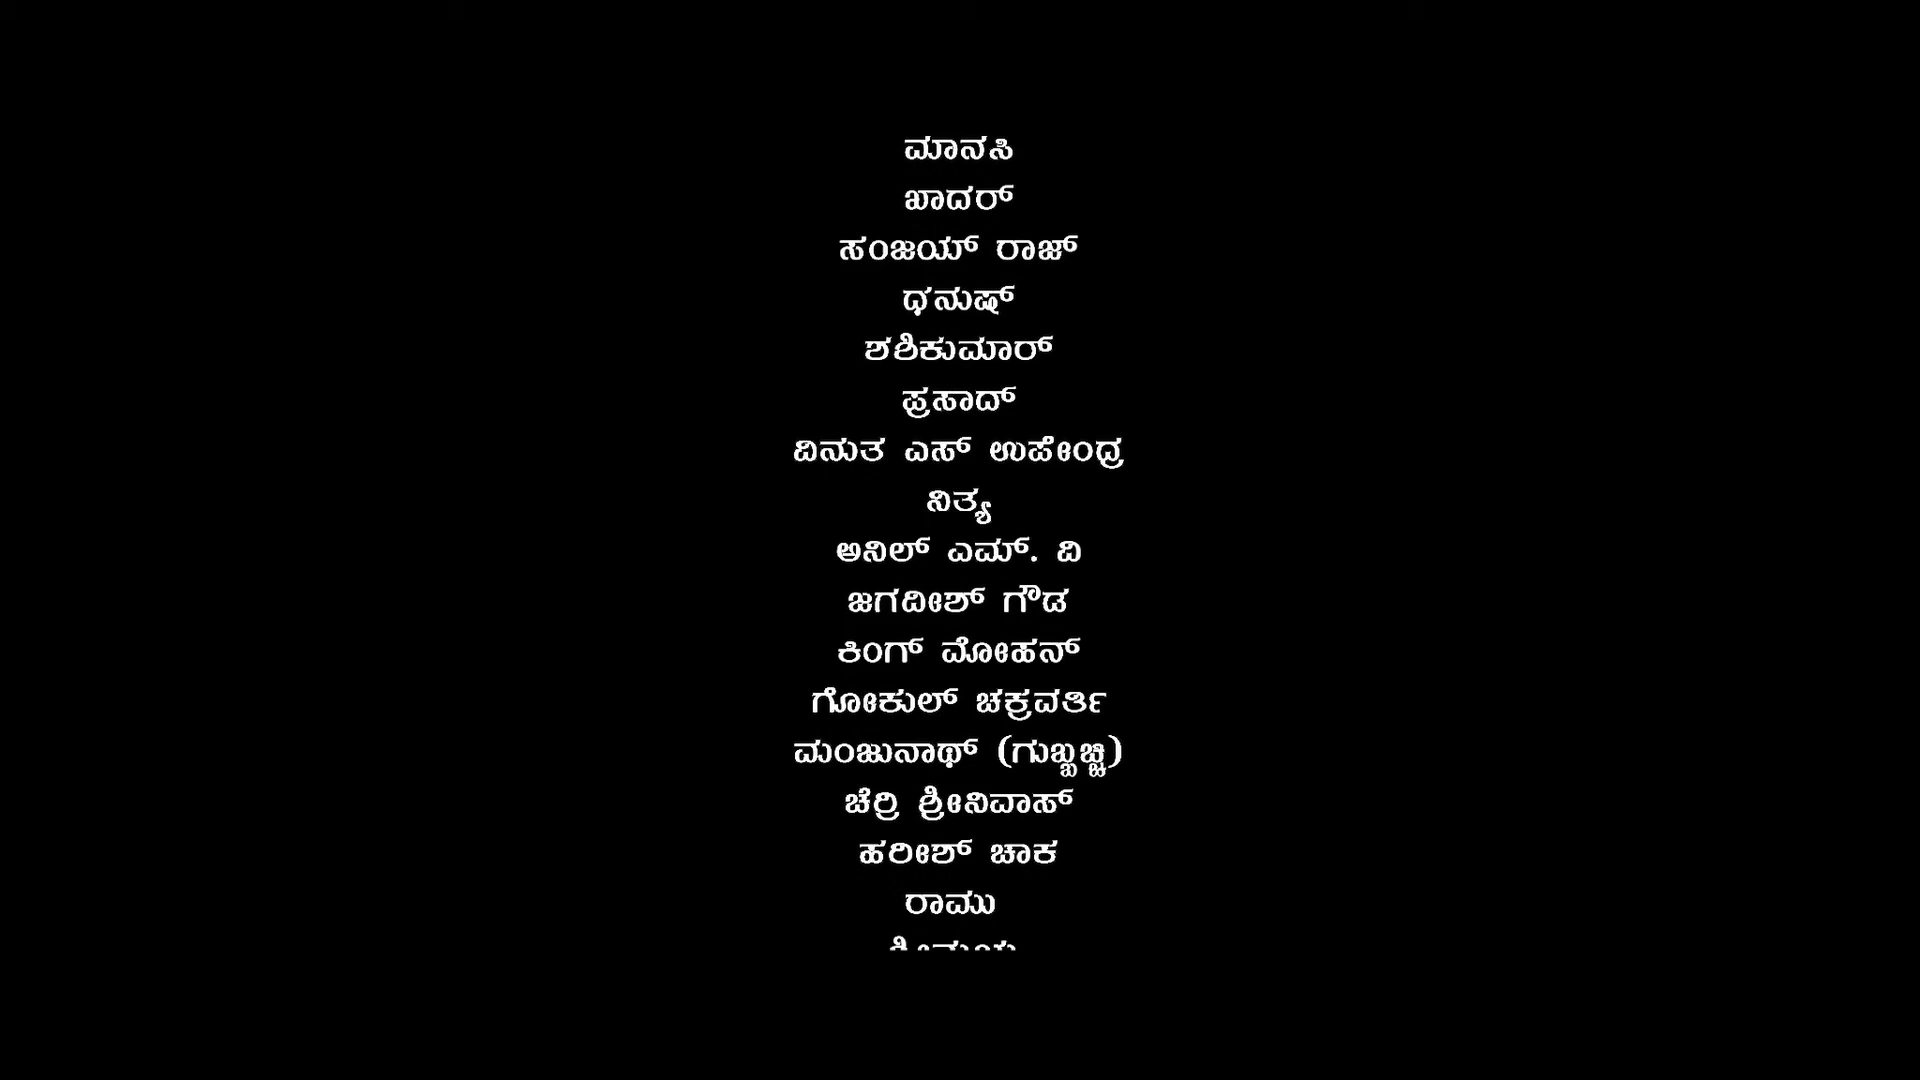 ಮಾನಸಿ
ಖಾದರ್
ಸಂಜಯ್ ರಾಜ್
ಧನುಷ್
ಶಶಿಕುಮಾರ್
ಪ್ರಸಾದ್
ವಿನುತ ಎಸ್ ಉಪೇಂದ್ರ
ನಿತ್ಯ
ಅನಿಲ್ ಎಮ್. ವಿ
ಜಗದೀಶ್ ಗೌಡ
ಕಿಂಗ್ ಮೋಹನ್
ಗೋಕುಲ್ ಚಕ್ರವರ್ತಿ
ಮಂಜುನಾಥ್ (ಗುಬ್ಬಚ್ಚಿ)
ಚೆರ್ರಿ ಶ್ರೀನಿವಾಸ್
ಹರೀಶ್ ಚಾಕ
ರಾಮು